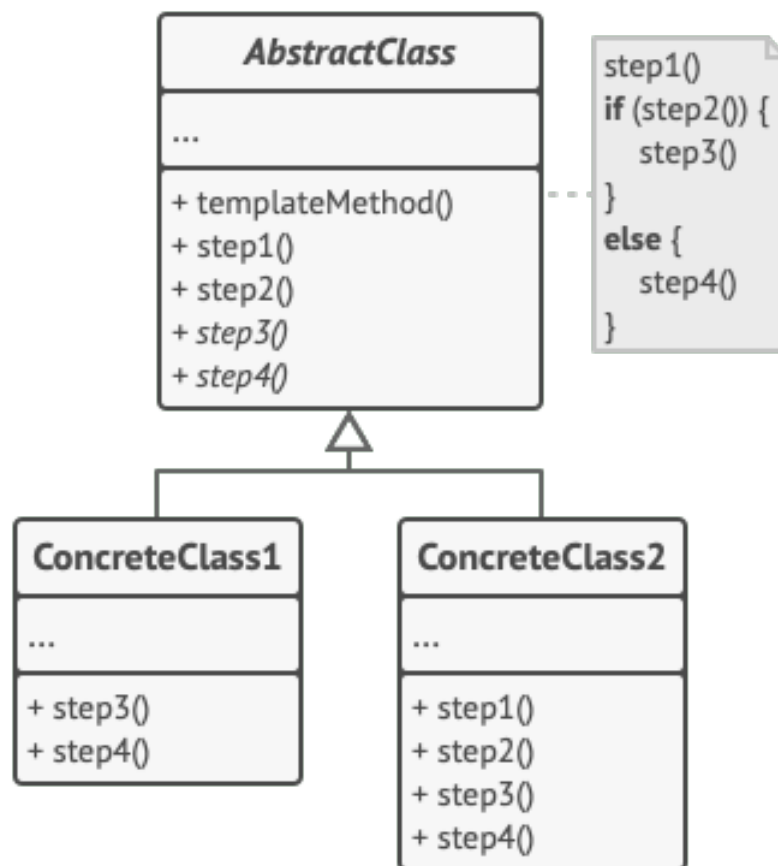 AbstractClass
...
+ templateMethod()
+ step1()
+ step2()
+ step3()
+ step4()
step1()
if (step2()) {
step3()
}
else {
step4()
}
ConcreteClass1
...
+ step3()
+ step4()
ConcreteClass2
...
+ step1()
+ step2()
+ step3()
+ step4()